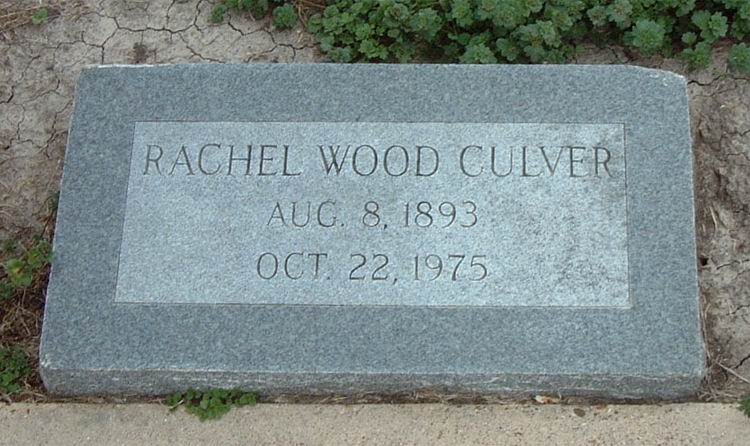 RACHEL WOOD CULVER
AUG. 8, 1893
OCT. 22, 1975